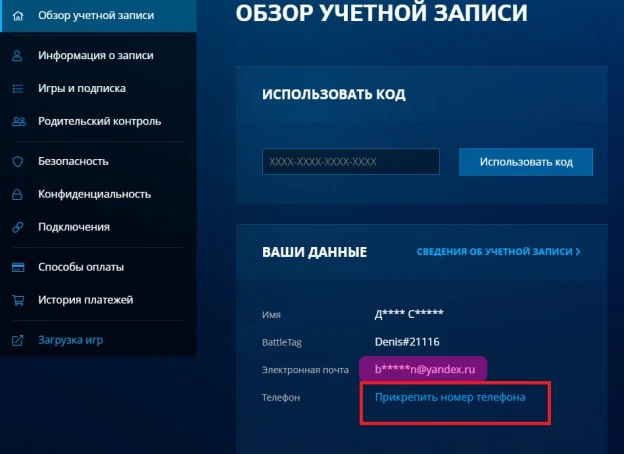 Обзор учетной записи
Информация о записи
Игры и подписка
Родительский контроль
Безопасность
Конфиденциальность
Подключения
Способы оплаты
История платежей
Загрузка игр
ОБЗОР УЧЕТНОЙ ЗАПИСИ
ИСПОЛЬЗОВАТЬ КОД
XXXX-XXXX-XXXX-XXXX Использовать код
ВАШИ ДАННЫЕ СВЕДЕНИЯ ОБ УЧЕТНОЙ ЗАПИСИ
Имя Д**** С*****
BattleTag Denis#21116
Электронная почта b*****n@yandex.ru
Телефон Прикрепить номер телефона